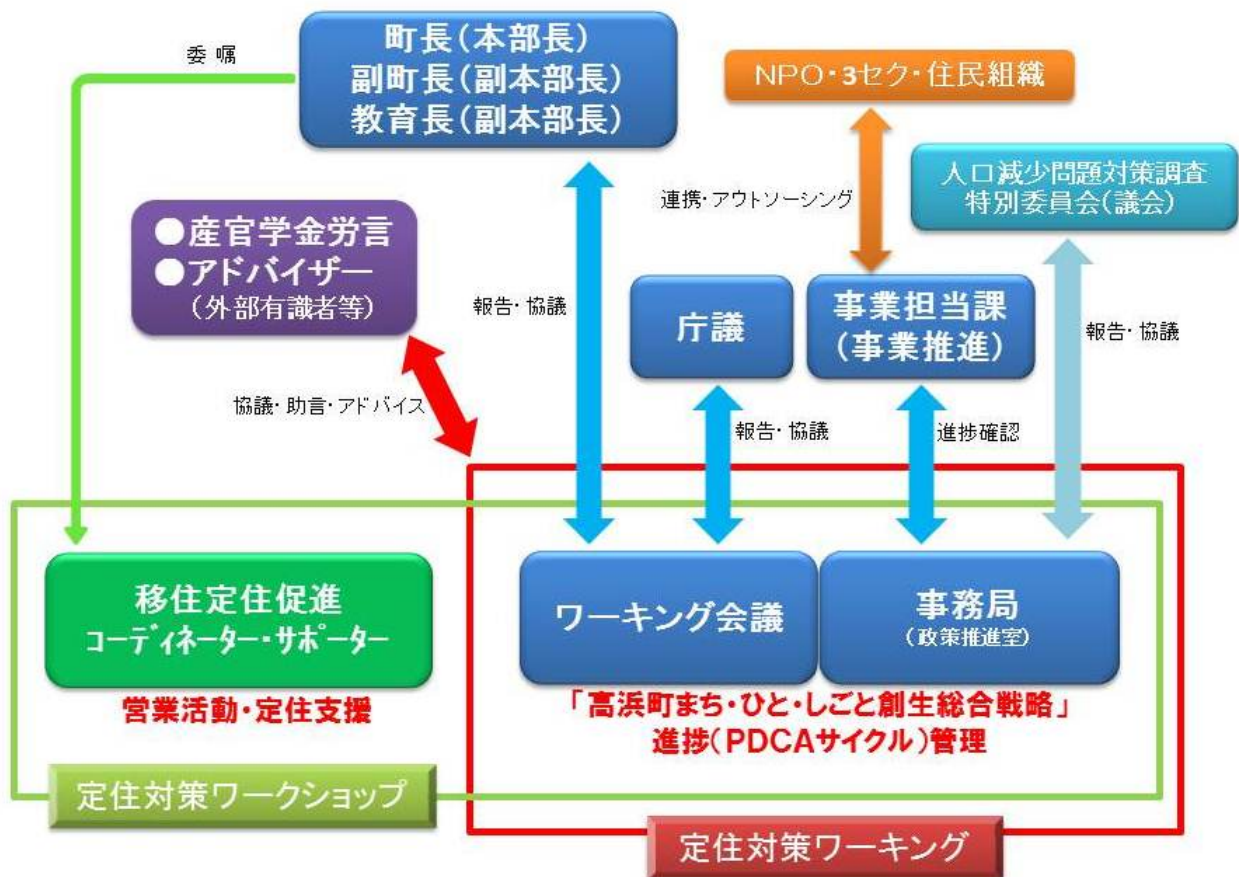 委嘱
町長(本部長)
副町長(副本部長)
教育長(副本部長)
NPO・3セク・住民組織
人口減少問題対策調査
特別委員会(議会)
連携・アウトソーシング
●産官学金労言
●アドバイザー
(外部有識者等)
報告・協議
庁議
事業担当課
(事業推進)
報告・協議
協議・助言・アドバイス
報告・協議
進捗確認
移住定住促進
コーディネーター・サポーター
ワーキング会議
事務局
(政策推進室)
営業活動・定住支援
「高浜町まち・ひと・しごと創生総合戦略」
進捗(PDCAサイクル)管理
定住対策ワークショップ
定住対策ワーキング